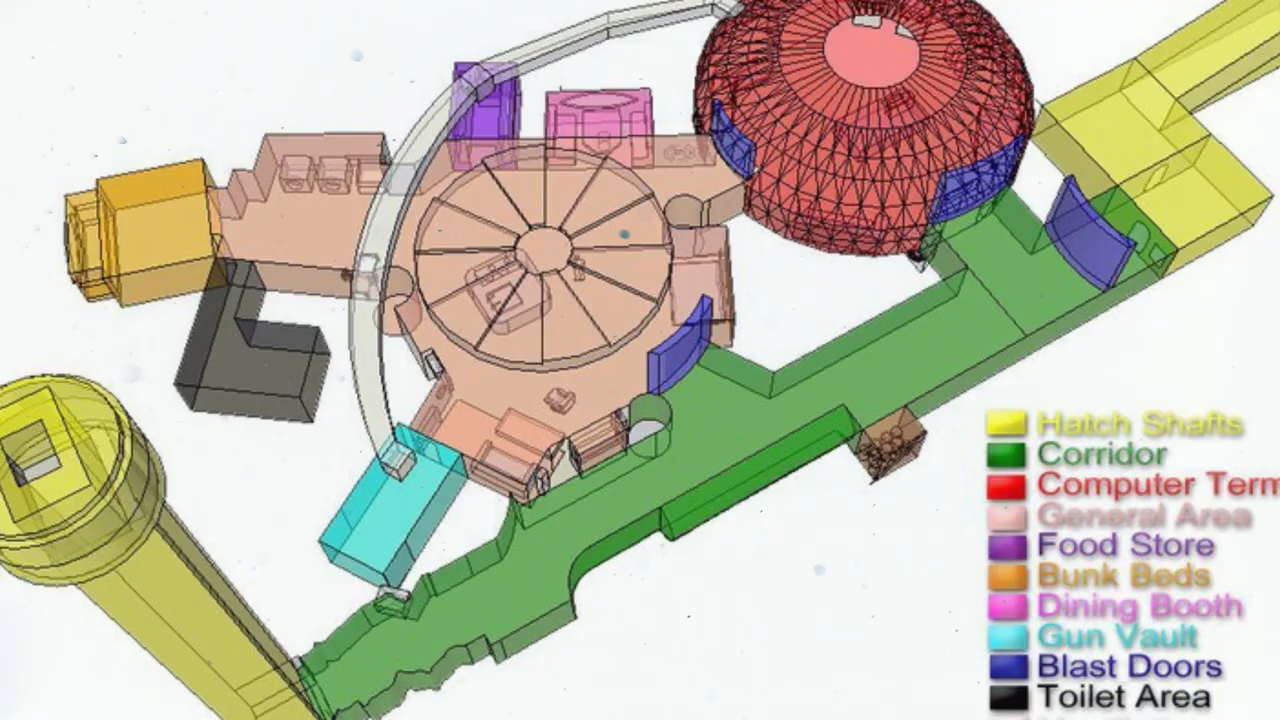 Hatch Shafts
Corridor
Computer Term
General Area
Food Store
Bunk Beds
Dining Booth
Gun Vault
Blast Doors
Toilet Area